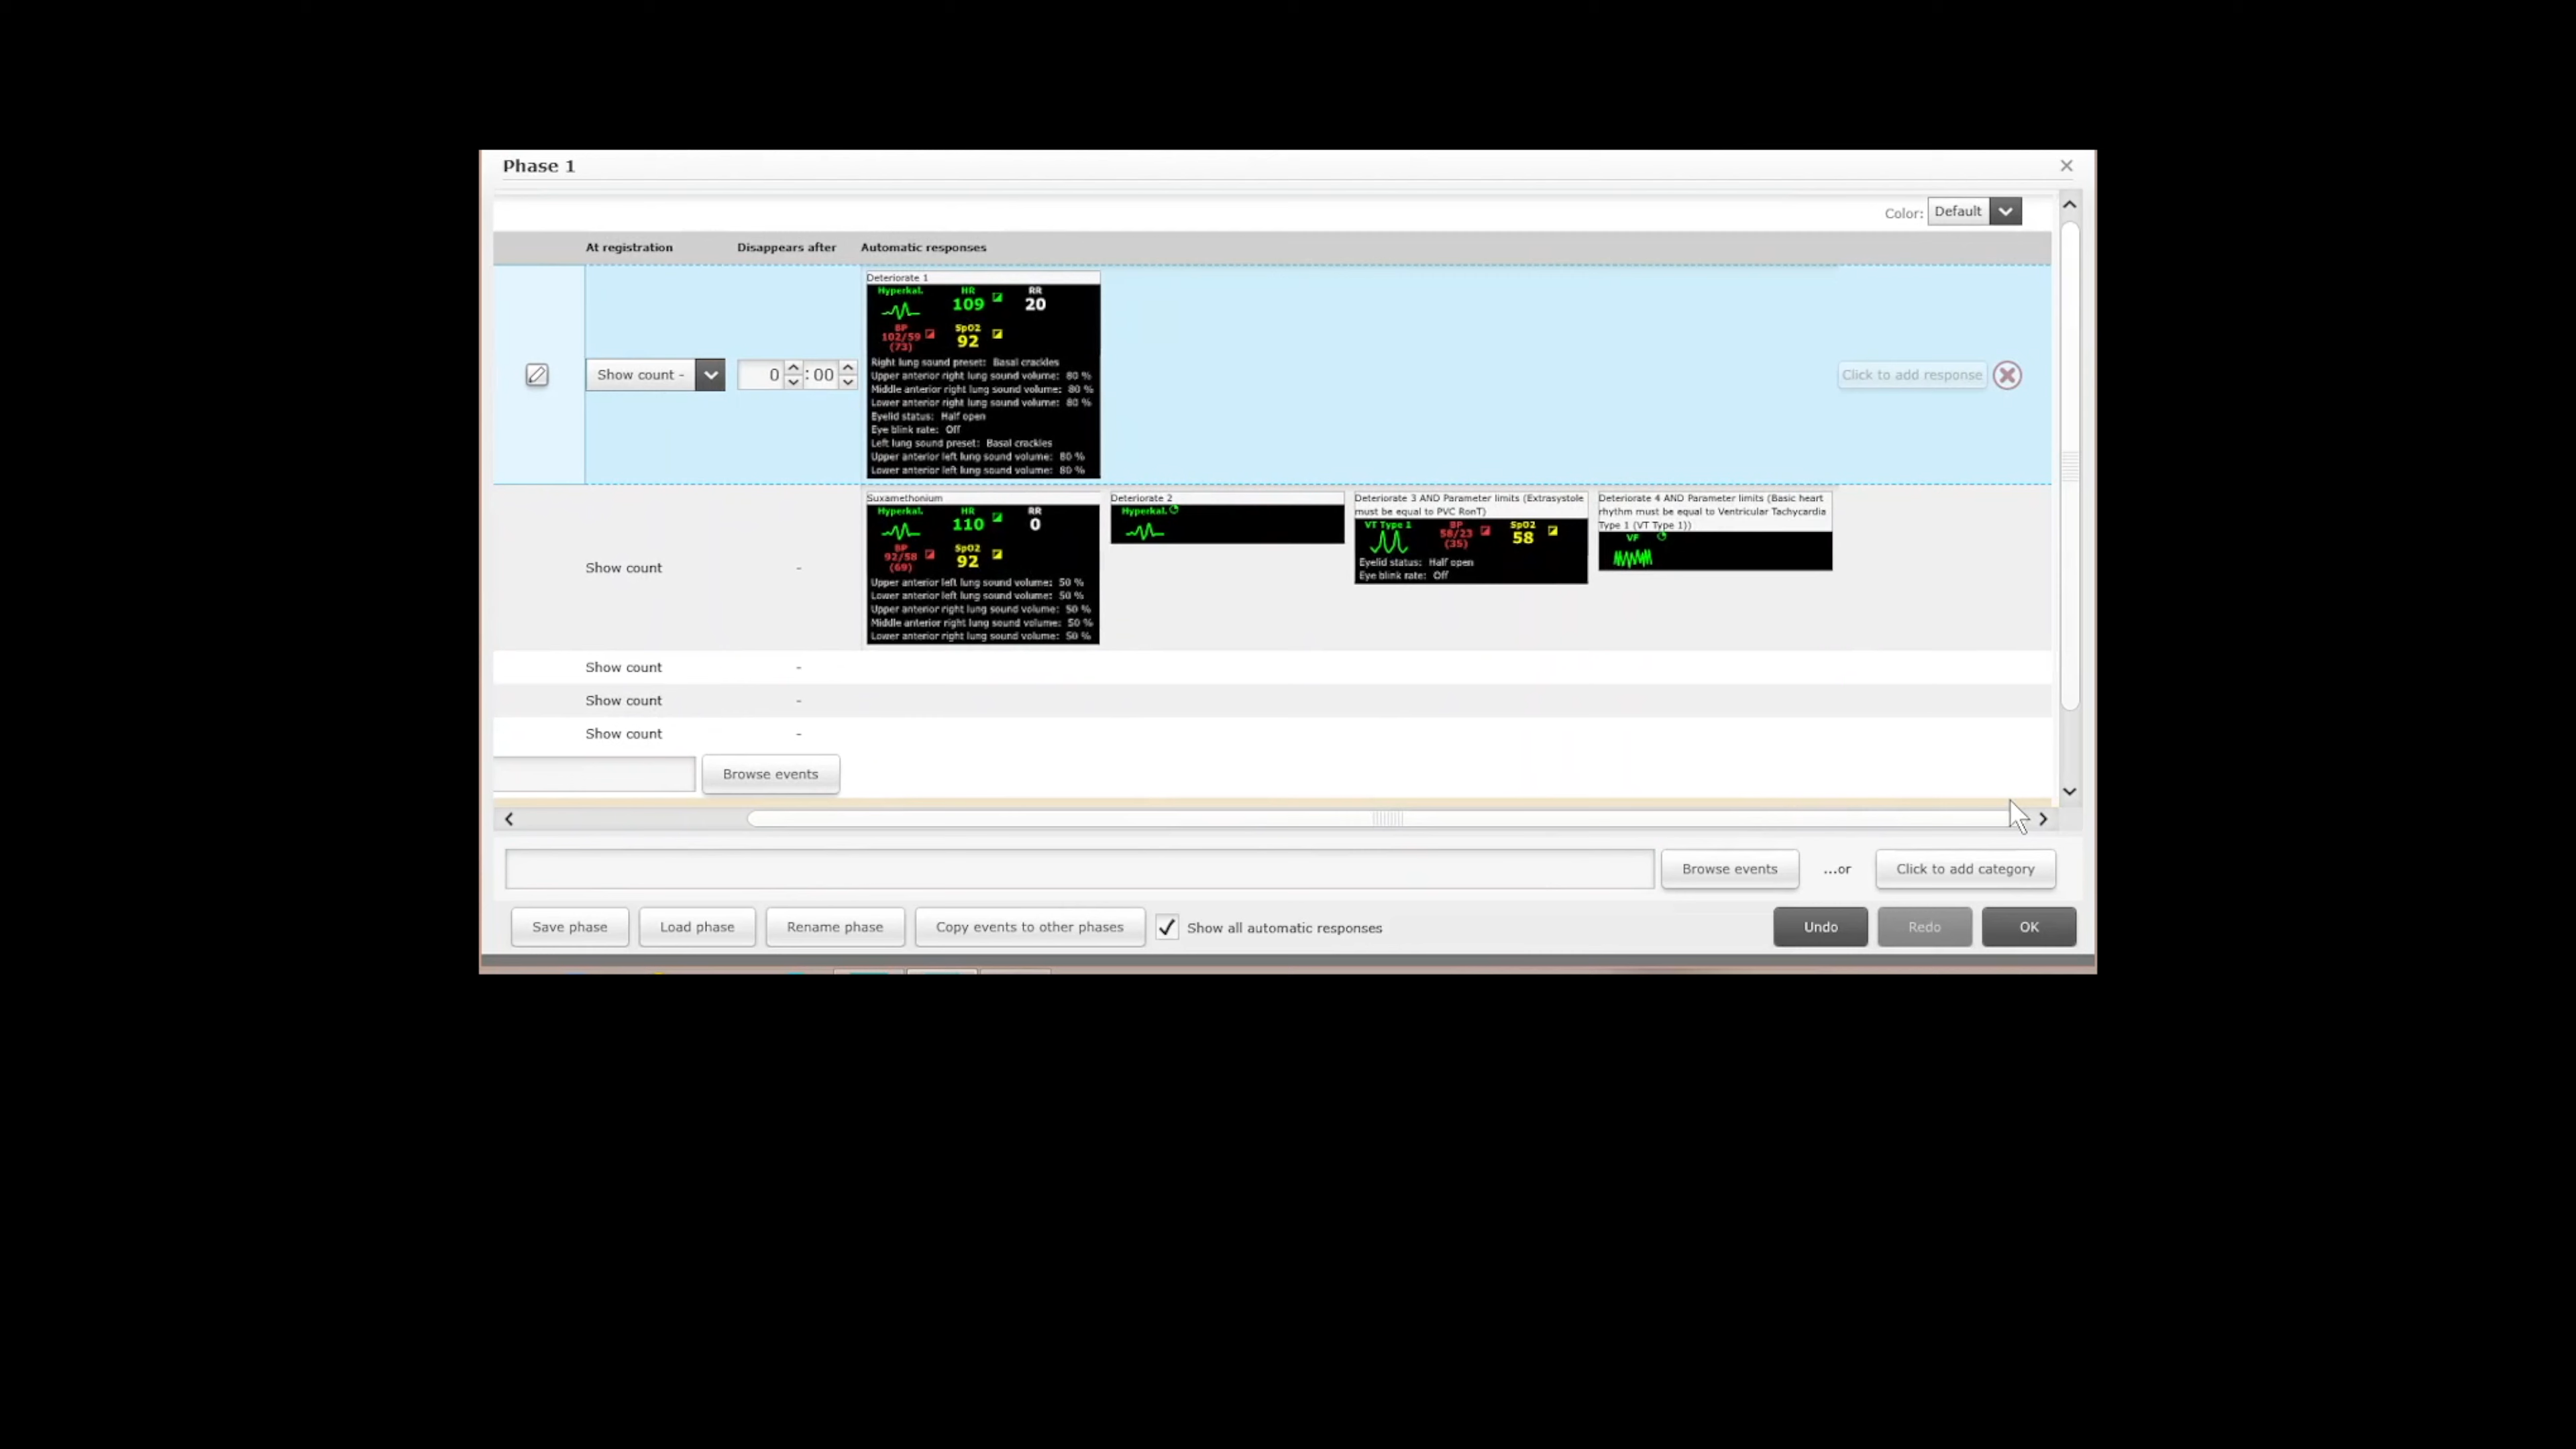 Phase 1
Color: Default
At registration Disappears after Automatic responses
Deteriorate 1
Hyperkal. HR RR
109 20
BP SpO2
102/59 92
(73)
Right lung sound preset: Basal crackles
Upper anterior right lung sound volume: 80 %
Middle anterior right lung sound volume: 80 %
Lower anterior right lung sound volume: 80 %
Eyelid status: Half open
Eye blink rate: Off
Left lung sound preset: Basal crackles
Upper anterior left lung sound volume: 80 %
Lower anterior left lung sound volume: 80 %
Show count - 0 :00
Click to add response
Show count -
Suxamethonium
Hyperkal. HR RR
110 0
BP SpO2
92/58 92
(69)
Upper anterior left lung sound volume: 50 %
Lower anterior left lung sound volume: 50 %
Upper anterior right lung sound volume: 50 %
Middle anterior right lung sound volume: 50 %
Lower anterior right lung sound volume: 50 %
Deteriorate 2
Hyperkal.
Deteriorate 3 AND Parameter limits (Extrasystole
must be equal to PVC RonT)
VT Type 1 BP SpO2
58/23 58
(35)
Eyelid status: Half open
Eye blink rate: Off
Deteriorate 4 AND Parameter limits (Basic heart
rhythm must be equal to Ventricular Tachycardia
Type 1 (VT Type 1))
VF
Show count -
Show count -
Show count -
Browse events
Browse events ...or Click to add category
Save phase Load phase Rename phase Copy events to other phases Show all automatic responses Undo Redo OK